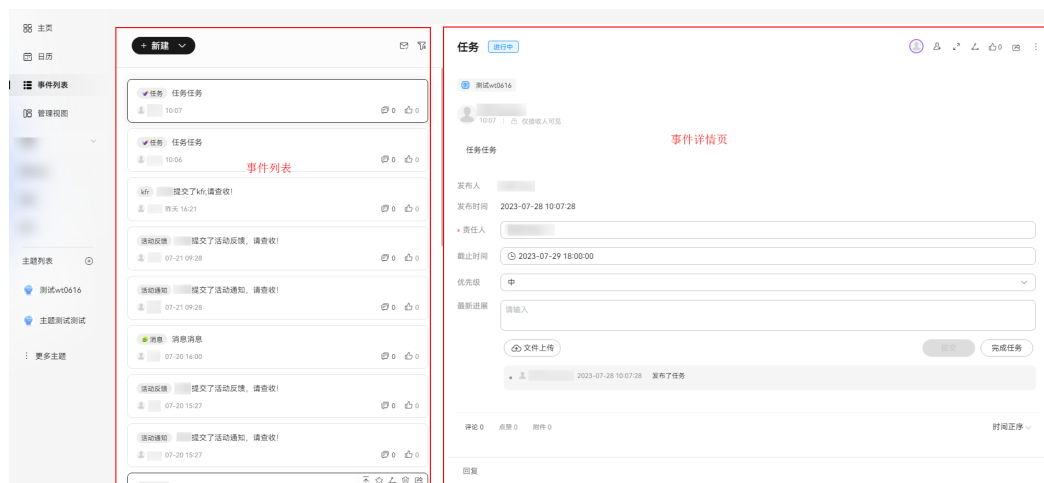 主页
日历
事件列表
管理视图
主题列表
测试wt0616
主题测试测试
更多主题
+ 新建
任务 任务任务
10:07 0 0
任务 任务任务
10:06 0 0
事件列表
kfr 提交了kfr,请查收!
昨天 16:21 0 0
活动反馈 提交了活动反馈，请查收!
07-21 09:28 0 0
活动通知 提交了活动通知，请查收!
07-21 09:28 0 0
消息 消息消息
07-20 16:00 0 0
活动反馈 提交了活动反馈，请查收!
07-20 15:27 0 0
活动通知 提交了活动通知，请查收!
07-20 15:27 0 0
任务 进行中 0
测试wt0616
10:07 仅接收人可见
事件详情页
任务任务
发布人
发布时间 2023-07-28 10:07:28
* 责任人
截止时间 2023-07-29 18:00:00
优先级 中
最新进展 请输入
文件上传 提交 完成任务
2023-07-28 10:07:28 发布了任务
评论 0 点赞 0 附件 0 时间正序
回复